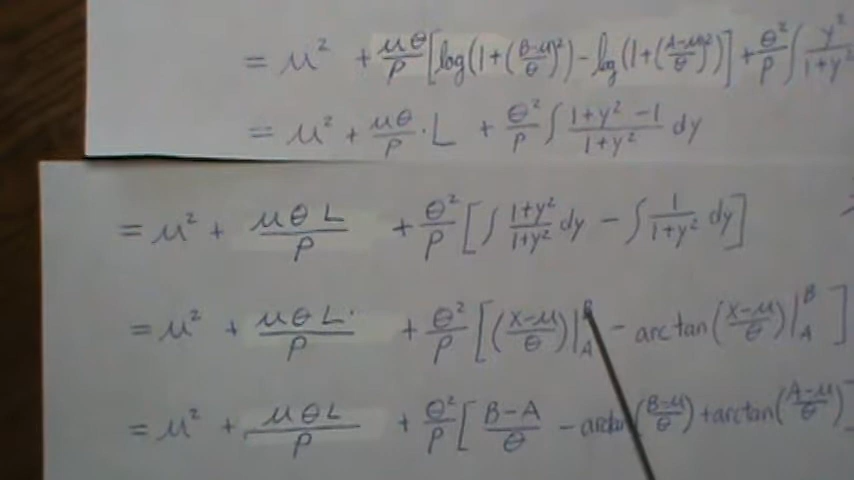 = μ² + μθ/P [log(1+(B-μ/θ)²) - log(1+(A-μ/θ)²)] + θ²/P ∫ y²/1+y²
= μ² + μθ/P · L + θ²/P ∫ 1+y²-1/1+y² dy
= μ² + μθL/P + θ²/P [∫ 1+y²/1+y² dy - ∫ 1/1+y² dy]
= μ² + μθL·/P + θ²/P [(x-μ/θ)|_A^B - arctan(x-μ/θ)|_A^B]
= μ² + μθL/P + θ²/P [B-A/θ - arctan(B-μ/θ) + arctan(A-μ/θ)